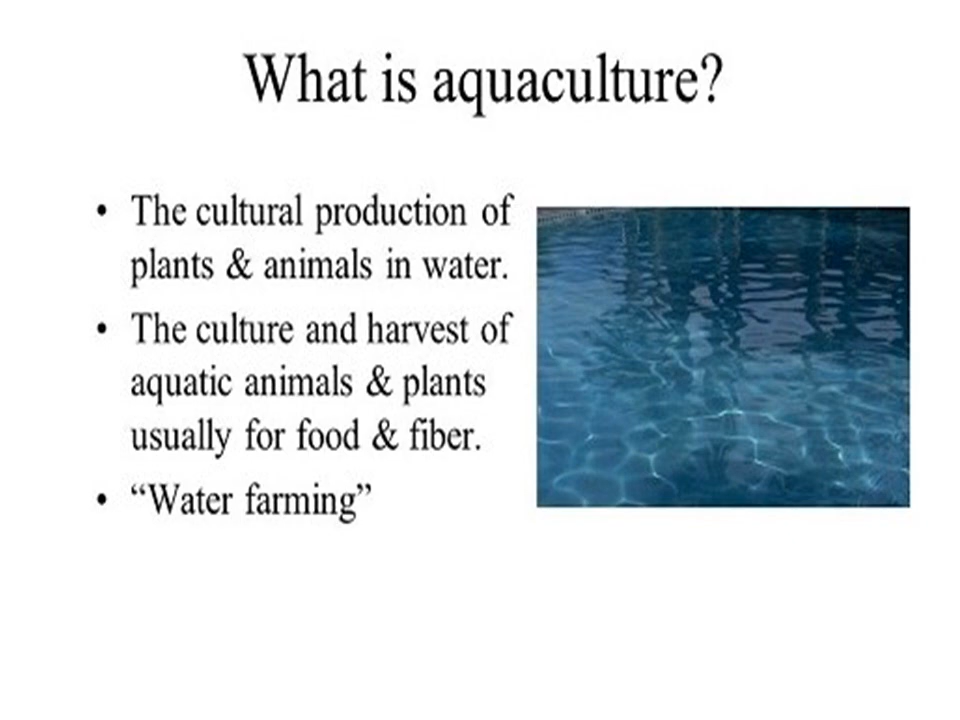 What is aquaculture?
• The cultural production of
plants & animals in water.
• The culture and harvest of
aquatic animals & plants
usually for food & fiber.
• “Water farming”